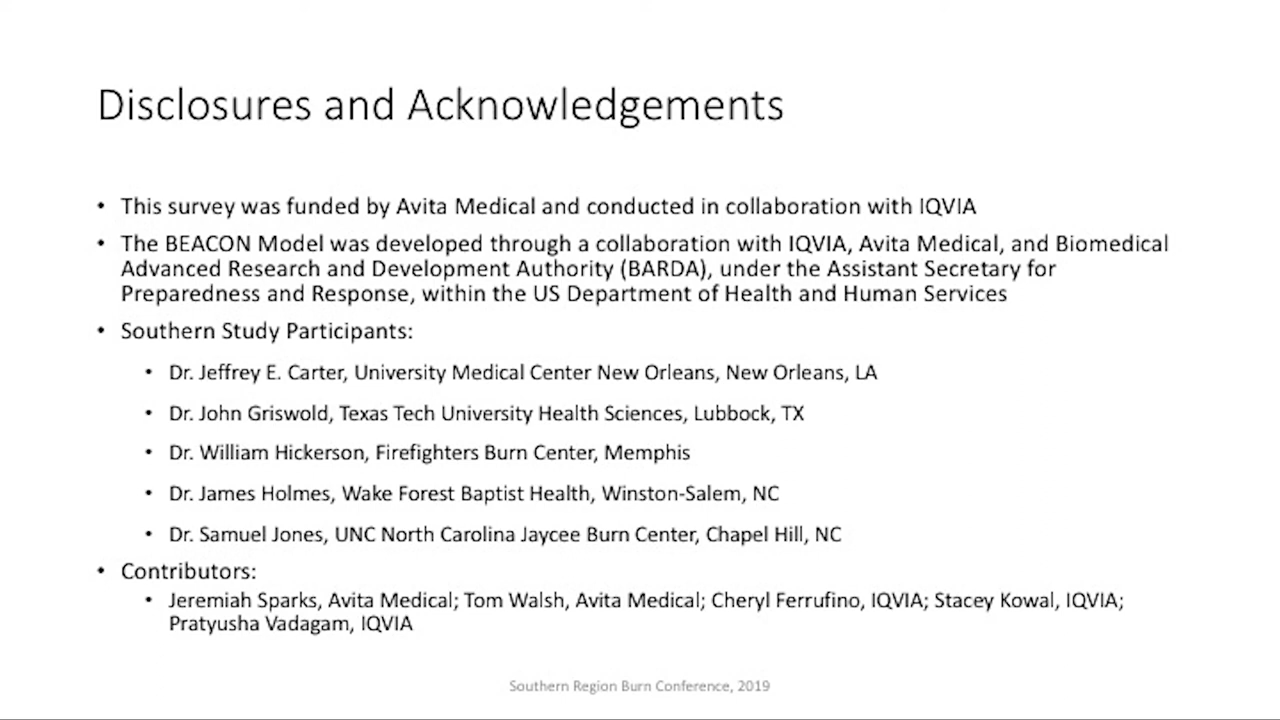 Disclosures and Acknowledgements
• This survey was funded by Avita Medical and conducted in collaboration with IQVIA
• The BEACON Model was developed through a collaboration with IQVIA, Avita Medical, and Biomedical
Advanced Research and Development Authority (BARDA), under the Assistant Secretary for
Preparedness and Response, within the US Department of Health and Human Services
• Southern Study Participants:
• Dr. Jeffrey E. Carter, University Medical Center New Orleans, New Orleans, LA
• Dr. John Griswold, Texas Tech University Health Sciences, Lubbock, TX
• Dr. William Hickerson, Firefighters Burn Center, Memphis
• Dr. James Holmes, Wake Forest Baptist Health, Winston-Salem, NC
• Dr. Samuel Jones, UNC North Carolina Jaycee Burn Center, Chapel Hill, NC
• Contributors:
• Jeremiah Sparks, Avita Medical; Tom Walsh, Avita Medical; Cheryl Ferrufino, IQVIA; Stacey Kowal, IQVIA;
Pratyusha Vadagam, IQVIA
Southern Region Burn Conference, 2019